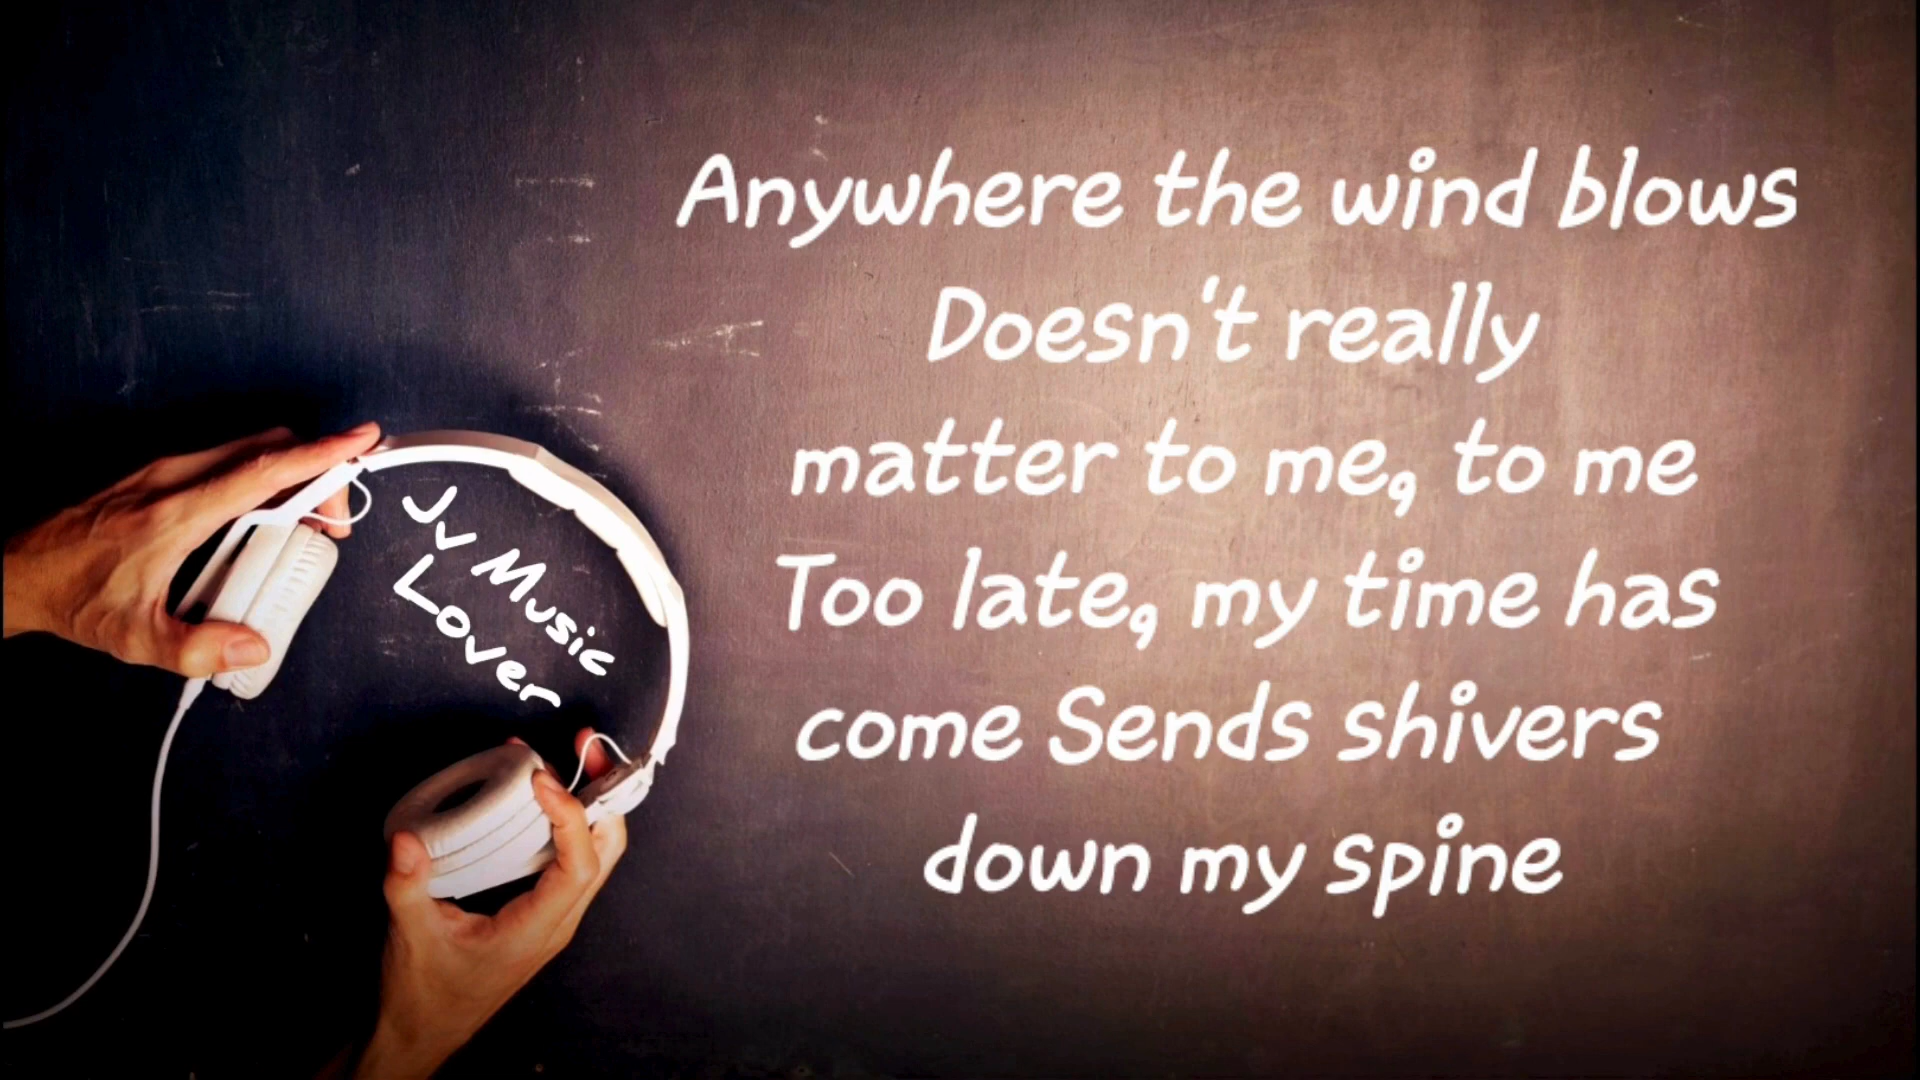 Jv Music
Lover
Anywhere the wind blows
Doesn't really
matter to me, to me
Too late, my time has
come Sends shivers
down my spine